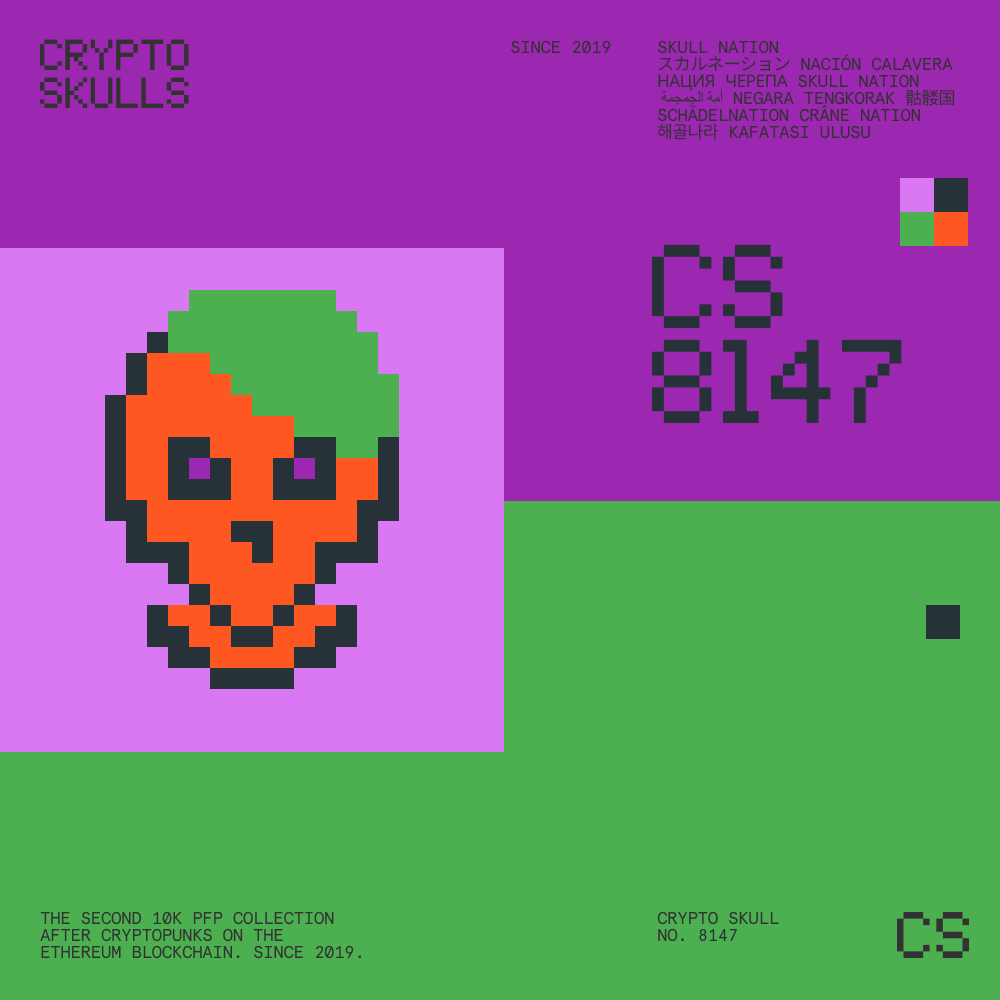 CRYPTO
SKULLS
SINCE 2019
SKULL NATION
スカルネーション NACIÓN CALAVERA
НАЦИЯ ЧЕРЕПА SKULL NATION
أمة الجمجمة NEGARA TENGKORAK 骷髅国
SCHÄDELNATION CRÂNE NATION
해골나라 KAFATASI ULUSU
CS
8147
THE SECOND 10K PFP COLLECTION
AFTER CRYPTOPUNKS ON THE
ETHEREUM BLOCKCHAIN. SINCE 2019.
CRYPTO SKULL
NO. 8147
CS